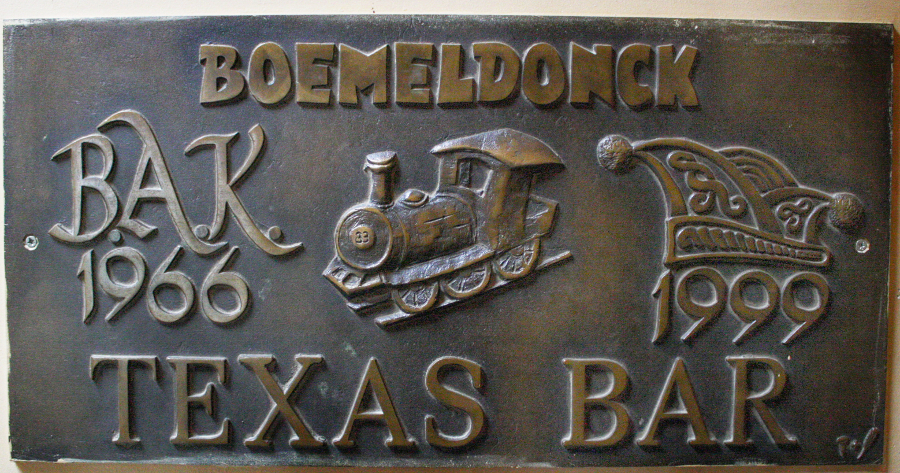 BOEMELDONCK
B.A.K.
1966
1999
TEXAS BAR